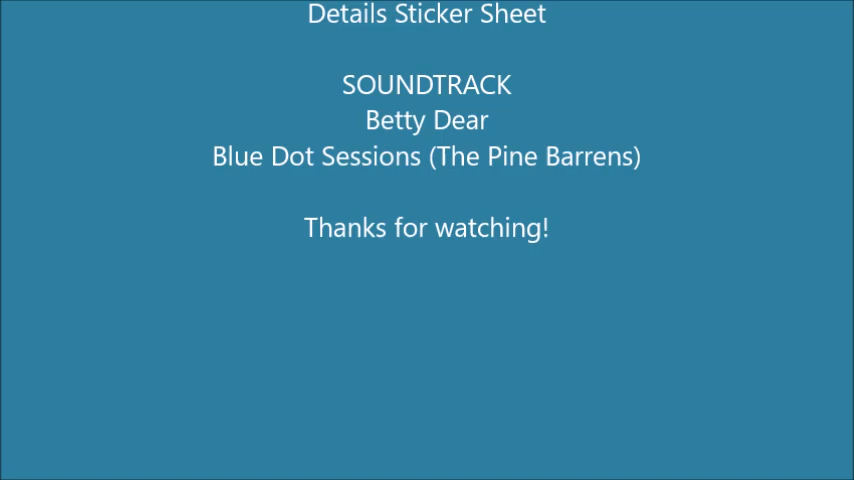 Details Sticker Sheet
SOUNDTRACK
Betty Dear
Blue Dot Sessions (The Pine Barrens)
Thanks for watching!